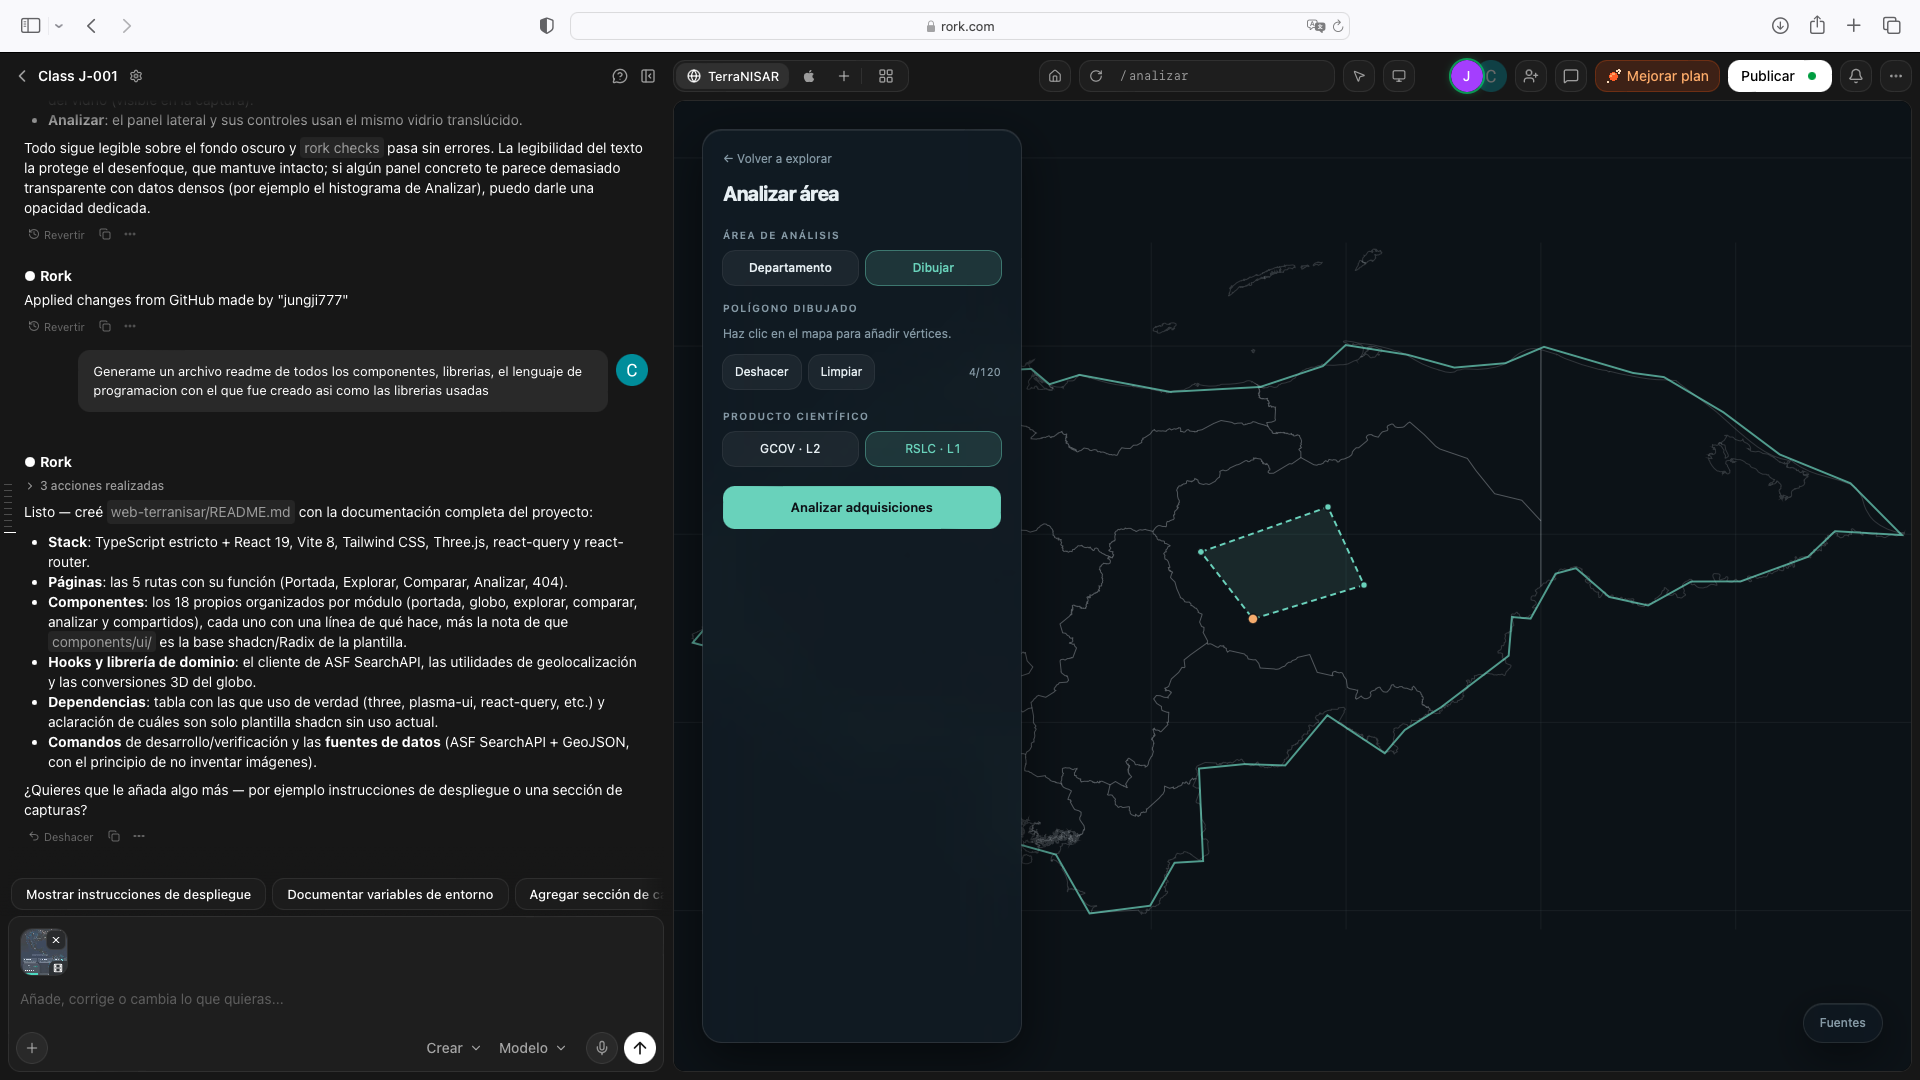 rork.com
Class J-001
TerraNISAR
/analizar
J
C
Mejorar plan
Publicar
del vidrio (visible en la captura).
Analizar: el panel lateral y sus controles usan el mismo vidrio translúcido.
Todo sigue legible sobre el fondo oscuro y rork checks pasa sin errores. La legibilidad del texto
la protege el desenfoque, que mantuve intacto; si algún panel concreto te parece demasiado
transparente con datos densos (por ejemplo el histograma de Analizar), puedo darle una
opacidad dedicada.
Revertir
Rork
Applied changes from GitHub made by "jungji777"
Revertir
Generame un archivo readme de todos los componentes, librerias, el lenguaje de
programacion con el que fue creado asi como las librerias usadas
C
Rork
3 acciones realizadas
Listo — creé web-terranisar/README.md con la documentación completa del proyecto:
Stack: TypeScript estricto + React 19, Vite 8, Tailwind CSS, Three.js, react-query y react-
router.
Páginas: las 5 rutas con su función (Portada, Explorar, Comparar, Analizar, 404).
Componentes: los 18 propios organizados por módulo (portada, globo, explorar, comparar,
analizar y compartidos), cada uno con una línea de qué hace, más la nota de que
components/ui/ es la base shadcn/Radix de la plantilla.
Hooks y librería de dominio: el cliente de ASF SearchAPI, las utilidades de geolocalización
y las conversiones 3D del globo.
Dependencias: tabla con las que uso de verdad (three, plasma-ui, react-query, etc.) y
aclaración de cuáles son solo plantilla shadcn sin uso actual.
Comandos de desarrollo/verificación y las fuentes de datos (ASF SearchAPI + GeoJSON,
con el principio de no inventar imágenes).
¿Quieres que le añada algo más — por ejemplo instrucciones de despliegue o una sección de
capturas?
Deshacer
Mostrar instrucciones de despliegue
Documentar variables de entorno
Agregar sección de
Añade, corrige o cambia lo que quieras...
Crear
Modelo
← Volver a explorar
Analizar área
ÁREA DE ANÁLISIS
Departamento
Dibujar
POLÍGONO DIBUJADO
Haz clic en el mapa para añadir vértices.
Deshacer
Limpiar
4/120
PRODUCTO CIENTÍFICO
GCOV · L2
RSLC · L1
Analizar adquisiciones
Fuentes